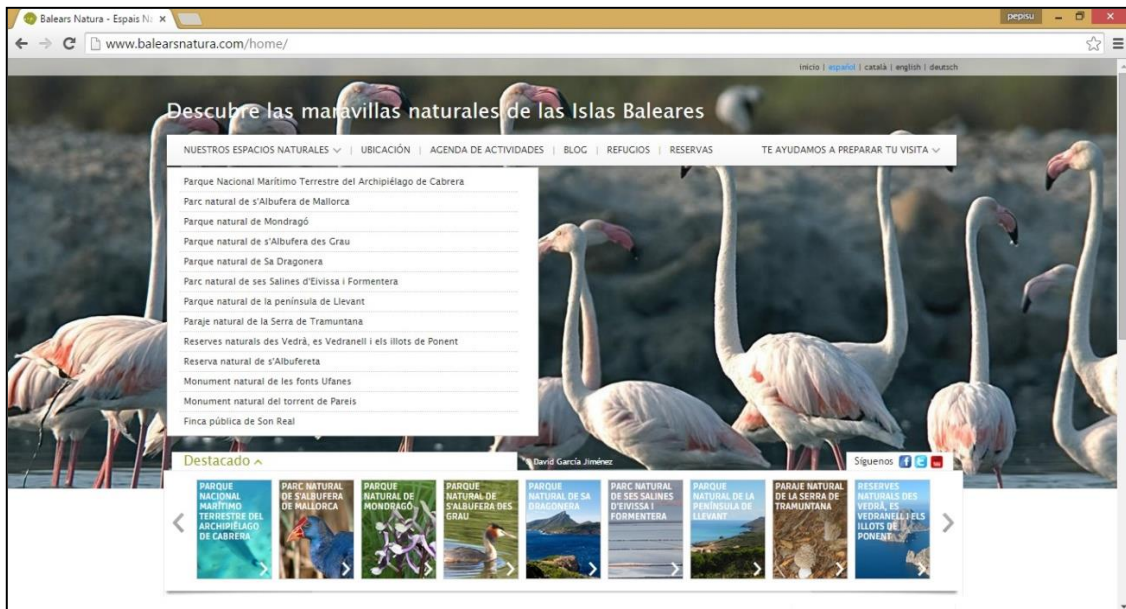 Balears Natura - Espais Na
pepisu
www.balearsnatura.com/home/
inicio | español | català | english | deutsch
Descubre las maravillas naturales de las Islas Baleares
NUESTROS ESPACIOS NATURALES | UBICACIÓN | AGENDA DE ACTIVIDADES | BLOG | REFUGIOS | RESERVAS TE AYUDAMOS A PREPARAR TU VISITA
Parque Nacional Marítimo Terrestre del Archipiélago de Cabrera
Parc natural de s'Albufera de Mallorca
Parque natural de Mondragó
Parque natural de s'Albufera des Grau
Parque natural de Sa Dragonera
Parc natural de ses Salines d'Eivissa i Formentera
Parque natural de la península de Llevant
Paraje natural de la Serra de Tramuntana
Reserves naturals des Vedrà, es Vedranell i els illots de Ponent
Reserva natural de s'Albufereta
Monument natural de les fonts Ufanes
Monument natural del torrent de Pareis
Finca pública de Son Real
Destacado
© David García Jiménez
Síguenos
PARQUE
NACIONAL
MARÍTIMO
TERRESTRE DEL
ARCHIPIÉLAGO
DE CABRERA
PARC NATURAL
DE S'ALBUFERA
DE MALLORCA
PARQUE
NATURAL DE
MONDRAGÓ
PARQUE
NATURAL DE
S'ALBUFERA DES
GRAU
PARQUE
NATURAL DE SA
DRAGONERA
PARC NATURAL
DE SES SALINES
D'EIVISSA I
FORMENTERA
PARQUE
NATURAL DE LA
PENÍNSULA DE
LLEVANT
PARAJE NATURAL
DE LA SERRA DE
TRAMUNTANA
RESERVES
NATURALS DES
VEDRÀ, ES
VEDRANELL I ELS
ILLOTS DE
PONENT